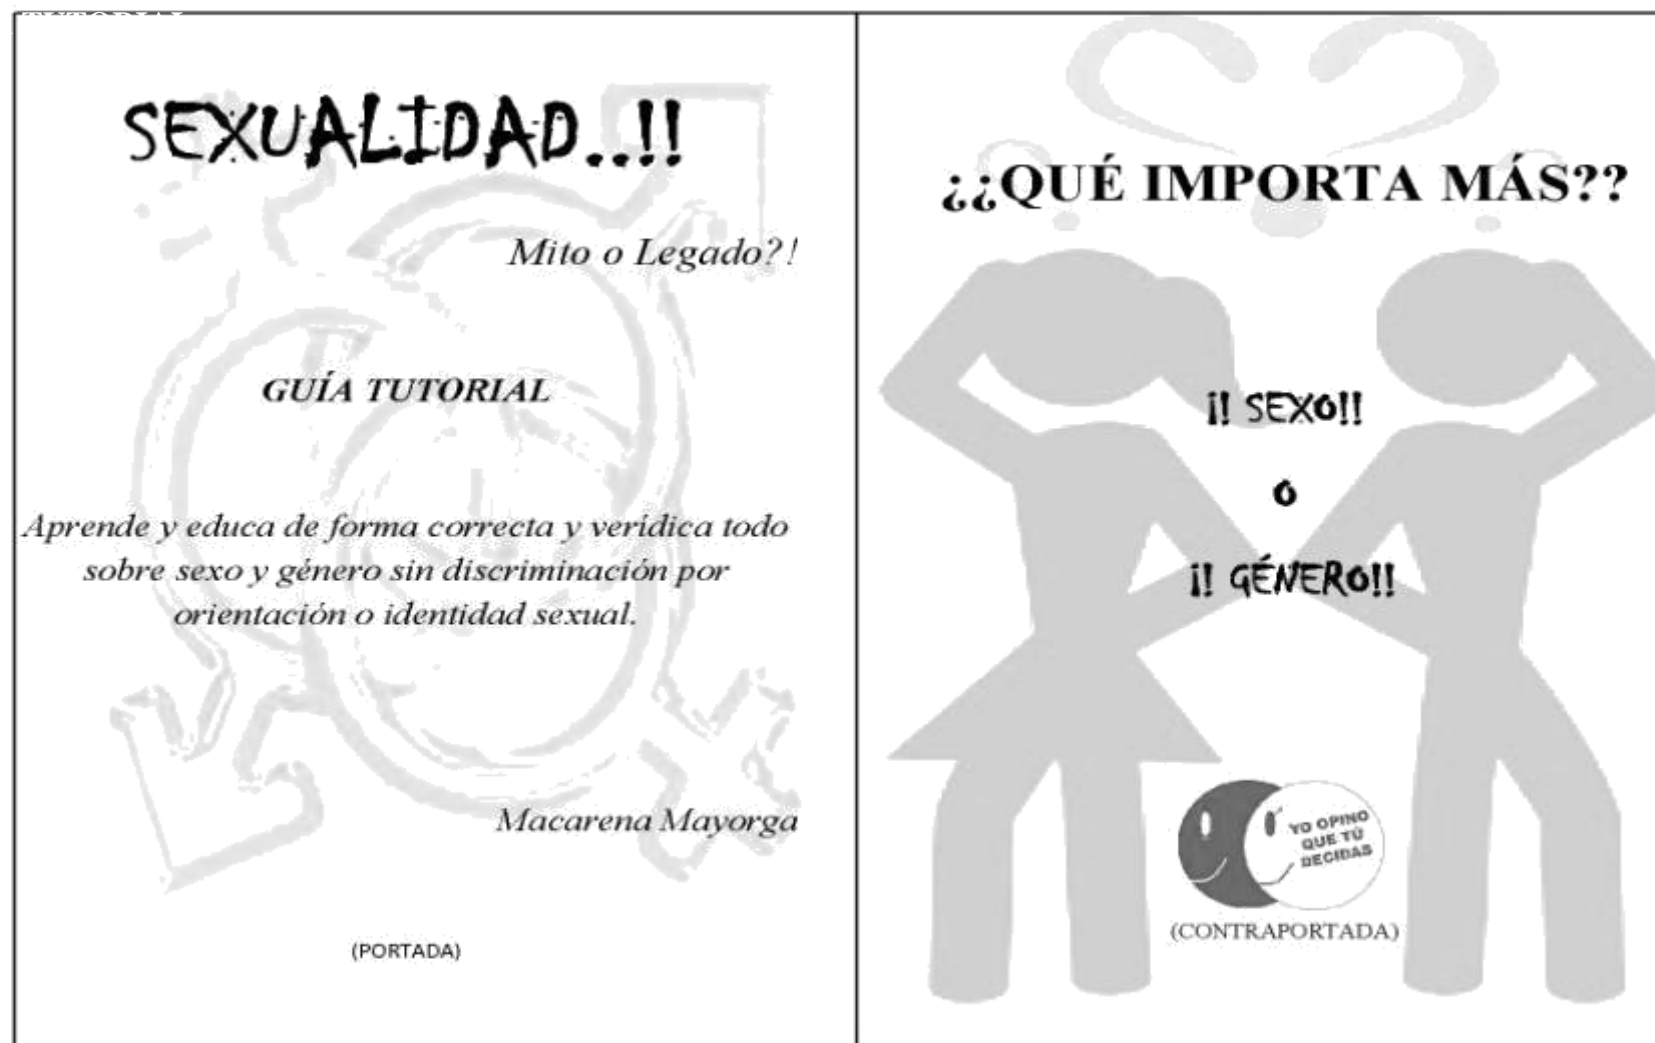 SEXUALIDAD..!!
Mito o Legado?!
GUÍA TUTORIAL
Aprende y educa de forma correcta y verídica todo
sobre sexo y género sin discriminación por
orientación o identidad sexual.
Macarena Mayorga
(PORTADA)
¿¿QUÉ IMPORTA MÁS??
¡! SEXO!!
O
¡! GÉNERO!!
YO OPINO
QUE TÚ
DECIDAS
(CONTRAPORTADA)